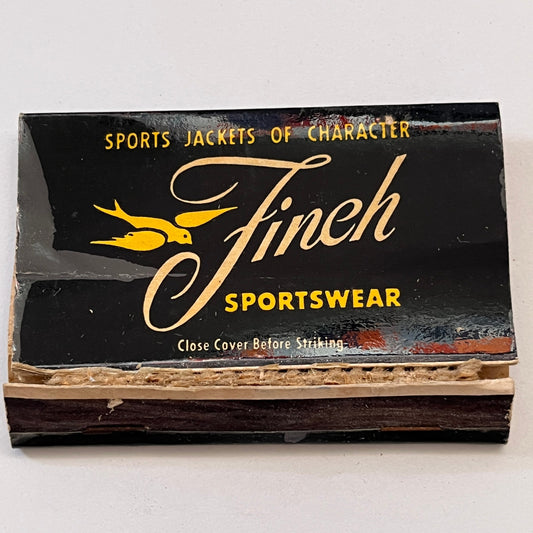 SPORTS JACKETS OF CHARACTER
Finch
SPORTSWEAR
Close Cover Before Striking